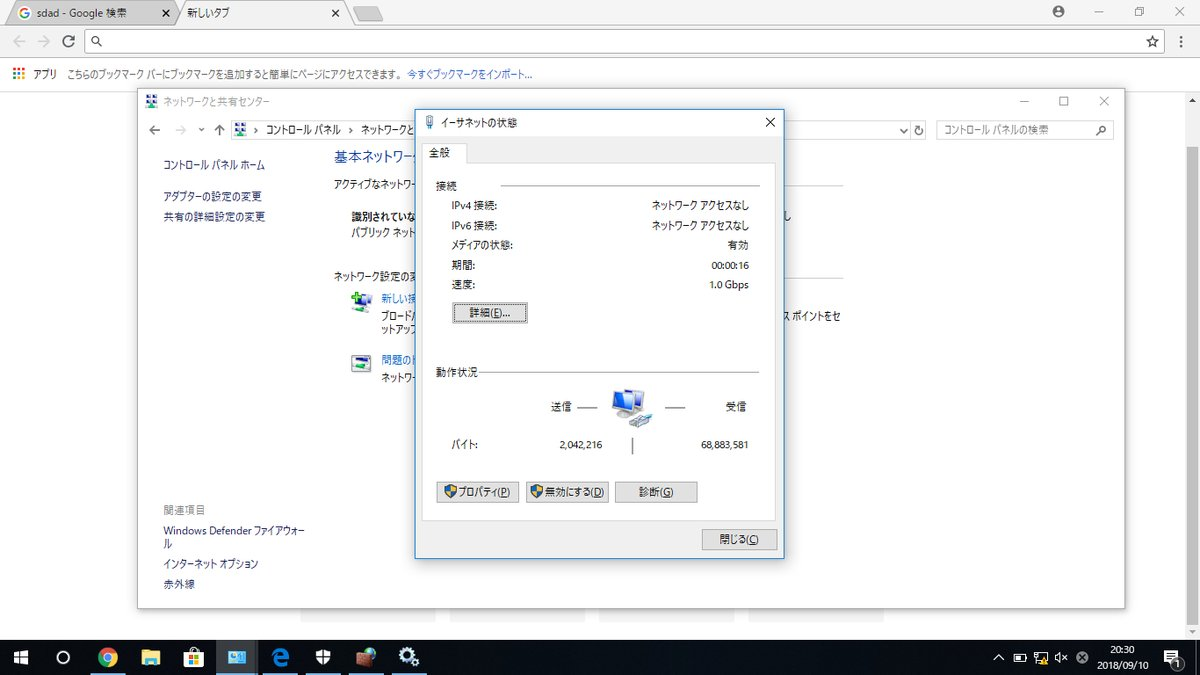 sdad - Google 検索
新しいタブ
アプリ こちらのブックマーク バーにブックマークを追加すると簡単にページにアクセスできます。 今すぐブックマークをインポート...
ネットワークと共有センター
コントロール パネル › ネットワークと
コントロール パネルの検索
コントロール パネル ホーム
アダプターの設定の変更
共有の詳細設定の変更
基本ネットワー
アクティブなネットワー
識別されていな
パブリック ネット
ネットワーク設定の変
新しい接
ブロードバ
ットアップ
ス ポイントをセ
問題の
ネットワー
関連項目
Windows Defender ファイアウォー
ル
インターネット オプション
赤外線
イーサネットの状態
全般
接続
IPv4 接続: ネットワーク アクセスなし
IPv6 接続: ネットワーク アクセスなし
メディアの状態: 有効
期間: 00:00:16
速度: 1.0 Gbps
詳細(E)...
動作状況
送信 受信
バイト: 2,042,216 68,883,581
プロパティ(P) 無効にする(D) 診断(G)
閉じる(C)
20:30
2018/09/10
1